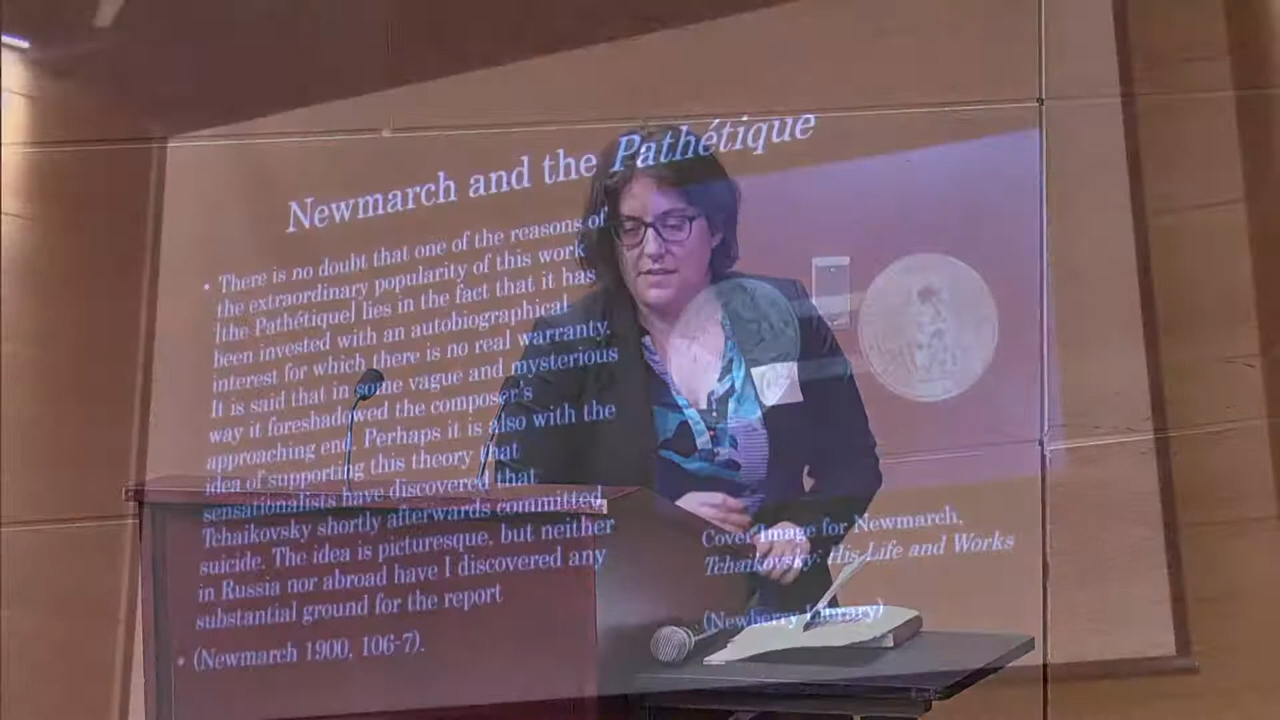 Newmarch and the Pathétique
• There is no doubt that one of the reasons of
the extraordinary popularity of this work
[the Pathétique] lies in the fact that it has
been invested with an autobiographical
interest for which there is no real warranty.
It is said that in some vague and mysterious
way it foreshadowed the composer's
approaching end. Perhaps it is also with the
idea of supporting this theory that
sensationalists have discovered that
Tchaikovsky shortly afterwards committed
suicide. The idea is picturesque, but neither
in Russia nor abroad have I discovered any
substantial ground for the report
• (Newmarch 1900, 106-7).
Cover Image for Newmarch,
Tchaikovsky: His Life and Works
(Newberry Library)